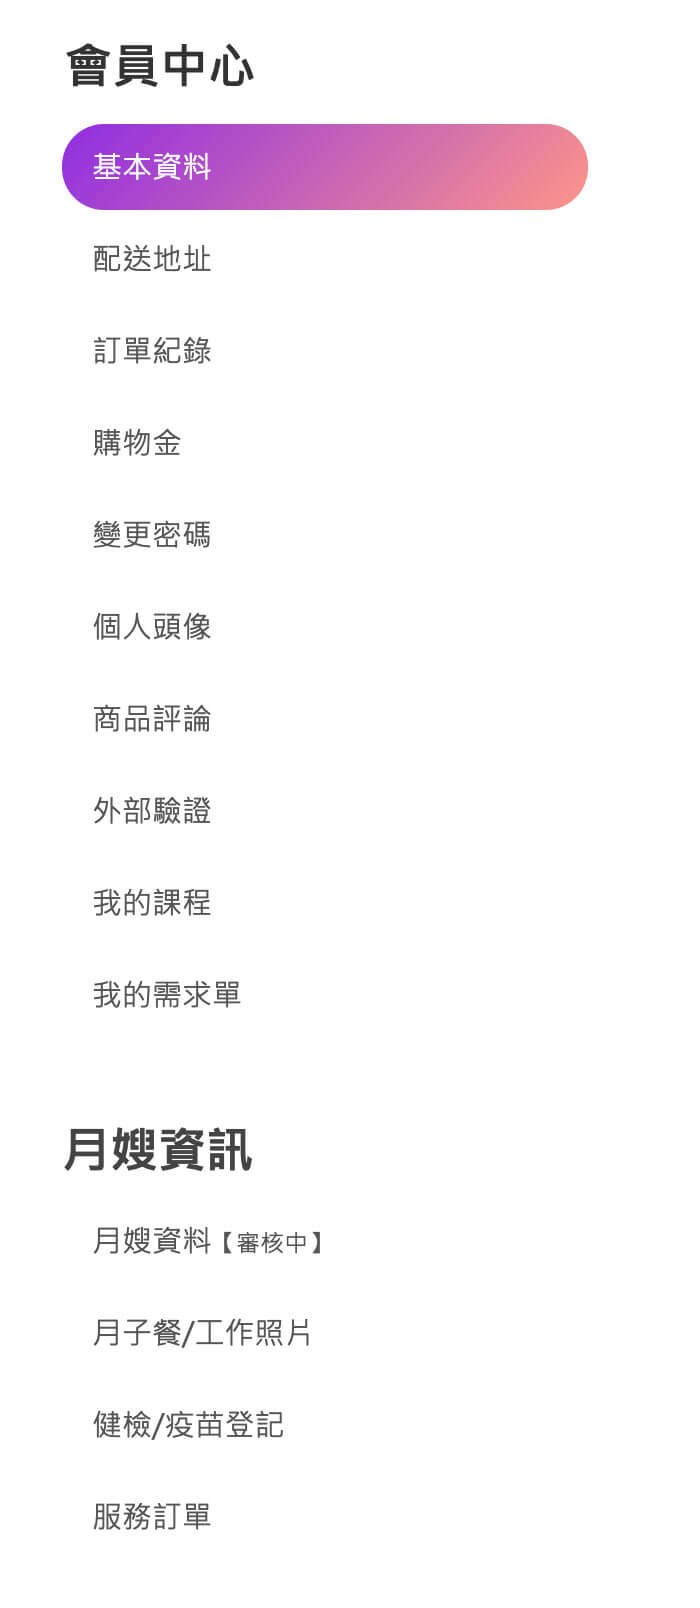 會員中心
基本資料
配送地址
訂單紀錄
購物金
變更密碼
個人頭像
商品評論
外部驗證
我的課程
我的需求單
月嫂資訊
月嫂資料【審核中】
月子餐/工作照片
健檢/疫苗登記
服務訂單